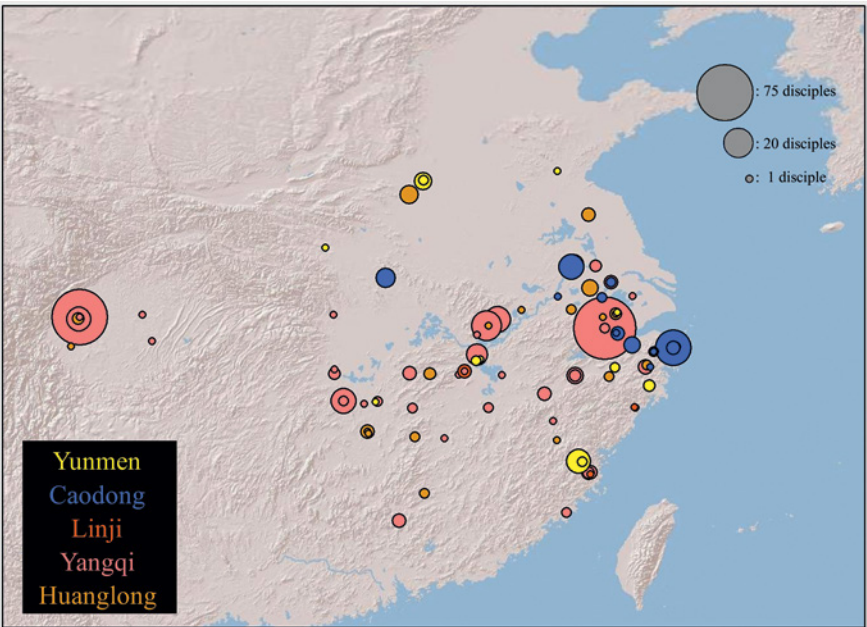 : 75 disciples
: 20 disciples
: 1 disciple
Yunmen
Caodong
Linji
Yangqi
Huanglong